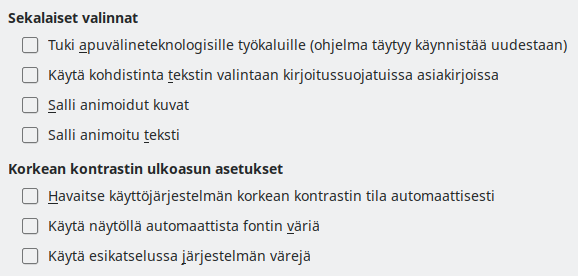 Sekalaiset valinnat
Tuki apuvälineteknologisille työkaluille (ohjelma täytyy käynnistää uudestaan)
Käytä kohdistinta tekstin valintaan kirjoitussuojatuissa asiakirjoissa
Salli animoidut kuvat
Salli animoitu teksti
Korkean kontrastin ulkoasun asetukset
Havaitse käyttöjärjestelmän korkean kontrastin tila automaattisesti
Käytä näytöllä automaattista fontin väriä
Käytä esikatselussa järjestelmän värejä